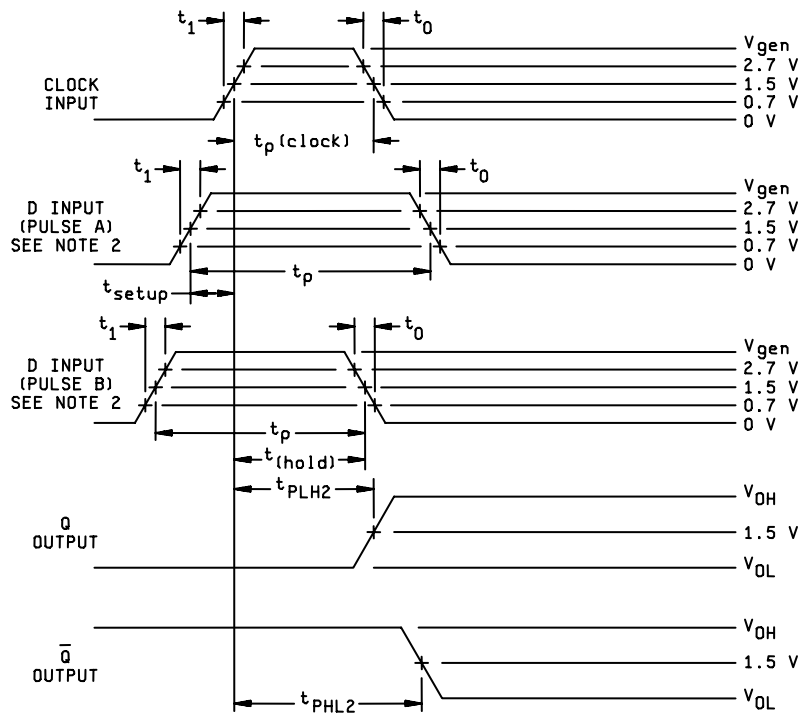 t1
t0
Vgen
2.7 V
1.5 V
0.7 V
0 V
CLOCK
INPUT
tp(clock)
t1
t0
Vgen
2.7 V
1.5 V
0.7 V
0 V
D INPUT
(PULSE A)
SEE NOTE 2
tp
tsetup
t1
t0
Vgen
2.7 V
1.5 V
0.7 V
0 V
D INPUT
(PULSE B)
SEE NOTE 2
tp
t(hold)
tPLH2
Q
OUTPUT
VOH
1.5 V
VOL
Q̅
OUTPUT
VOH
1.5 V
VOL
tPHL2